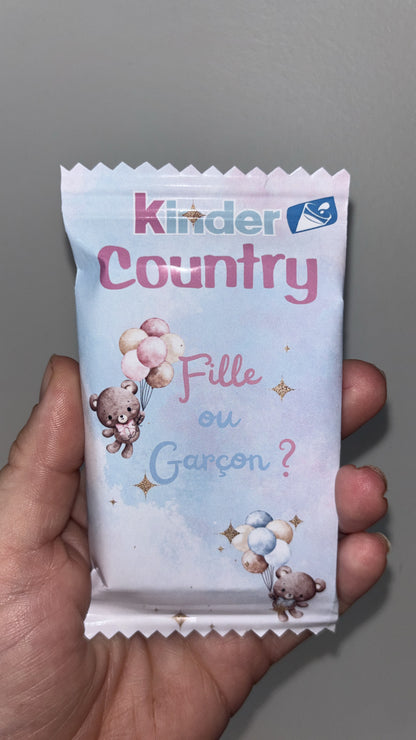 Kinder
Country
Fille
ou
Garçon ?